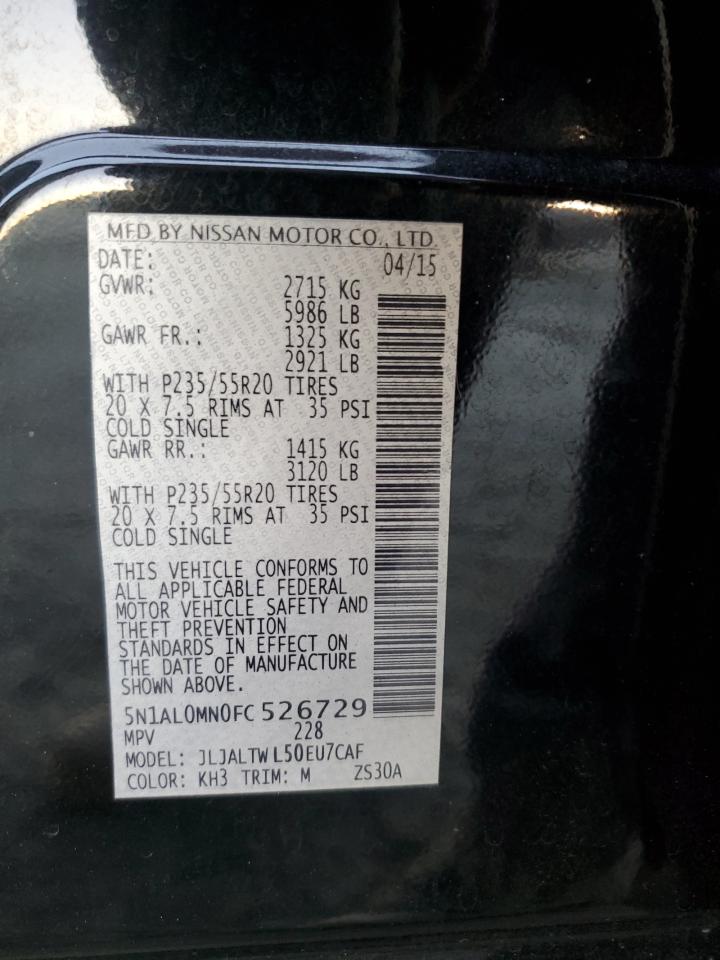 MFD BY NISSAN MOTOR CO., LTD.
DATE: 04/15
GVWR: 2715 KG
5986 LB
GAWR FR.: 1325 KG
2921 LB
WITH P235/55R20 TIRES
20 X 7.5 RIMS AT 35 PSI
COLD SINGLE
GAWR RR.: 1415 KG
3120 LB
WITH P235/55R20 TIRES
20 X 7.5 RIMS AT 35 PSI
COLD SINGLE
THIS VEHICLE CONFORMS TO
ALL APPLICABLE FEDERAL
MOTOR VEHICLE SAFETY AND
THEFT PREVENTION
STANDARDS IN EFFECT ON
THE DATE OF MANUFACTURE
SHOWN ABOVE.
5N1AL0MN0FC 526729
MPV 228
MODEL: JLJALTW L50EU7CAF
COLOR: KH3 TRIM: M ZS30A